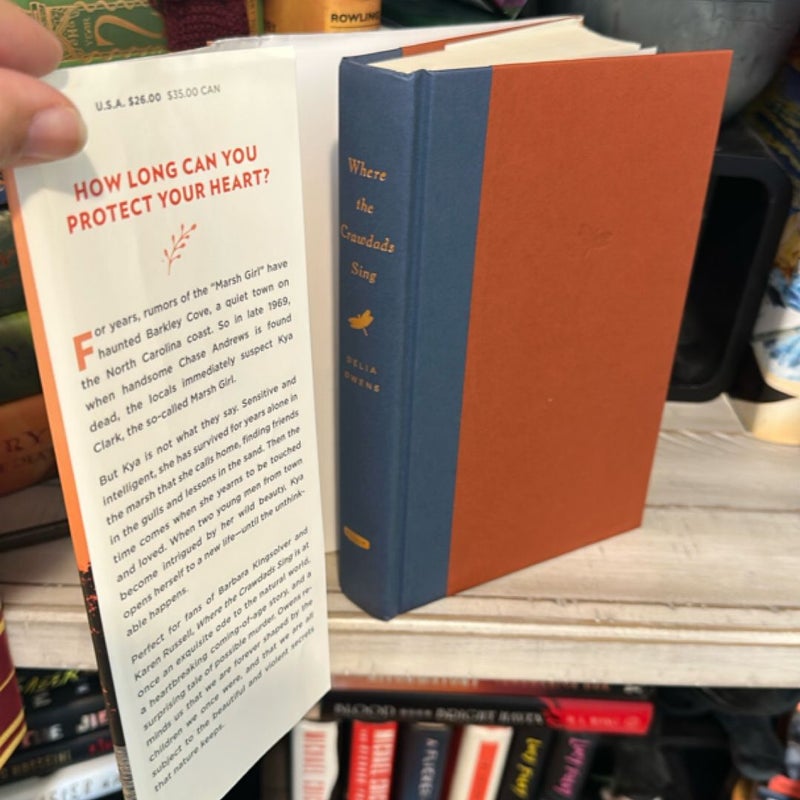 ROWLING
U.S.A. $26.00 $35.00 CAN
HOW LONG CAN YOU
PROTECT YOUR HEART?
For years, rumors of the "Marsh Girl" have
haunted Barkley Cove, a quiet town on
the North Carolina coast. So in late 1969,
when handsome Chase Andrews is found
dead, the locals immediately suspect Kya
Clark, the so-called Marsh Girl.
But Kya is not what they say. Sensitive and
intelligent, she has survived for years alone in
the marsh that she calls home, finding friends
in the gulls and lessons in the sand. Then the
time comes when she yearns to be touched
and loved. When two young men from town
become intrigued by her wild beauty, Kya
opens herself to a new life—until the unthink-
able happens.
Perfect for fans of Barbara Kingsolver and
Karen Russell, Where the Crawdads Sing is at
once an exquisite ode to the natural world,
a heartbreaking coming-of-age story, and a
surprising tale of possible murder. Owens re-
minds us that we are forever shaped by the
children we once were, and that we are all
subject to the beautiful and violent secrets
that nature keeps.
Where
the
Crawdads
Sing
DELIA
OWENS
BLOOD
BRIGHT
MICHAEL
MICHAEL